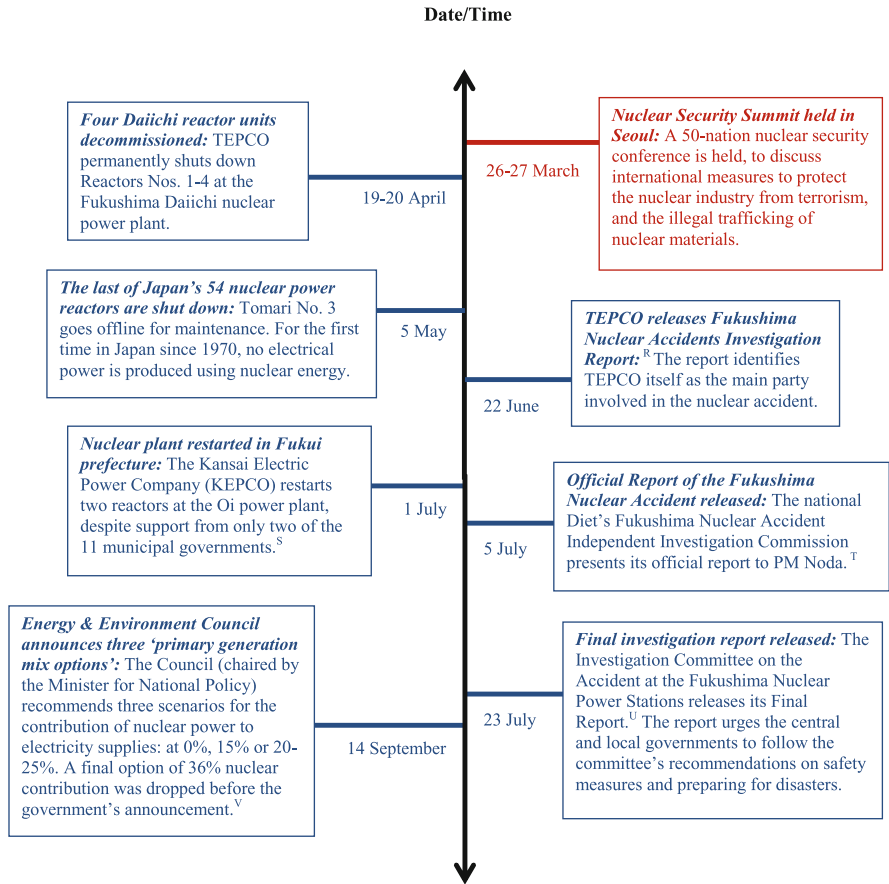 Date/Time
Four Daiichi reactor units
decommissioned: TEPCO
permanently shuts down
Reactors Nos. 1-4 at the
Fukushima Daiichi nuclear
power plant.
19-20 April
Nuclear Security Summit held in
Seoul: A 50-nation nuclear security
conference is held, to discuss
international measures to protect
the nuclear industry from terrorism,
and the illegal trafficking of
nuclear materials.
26-27 March
The last of Japan's 54 nuclear power
reactors are shut down: Tomari No. 3
goes offline for maintenance. For the first
time in Japan since 1970, no electrical
power is produced using nuclear energy.
5 May
TEPCO releases Fukushima
Nuclear Accidents Investigation
Report: R The report identifies
TEPCO itself as the main party
involved in the nuclear accident.
22 June
Nuclear plant restarted in Fukui
prefecture: The Kansai Electric
Power Company (KEPCO) restarts
two reactors at the Oi power plant,
despite support from only two of the
11 municipal governments.S
1 July
Official Report of the Fukushima
Nuclear Accident released: The national
Diet's Fukushima Nuclear Accident
Independent Investigation Commission
presents its official report to PM Noda. T
5 July
Energy & Environment Council
announces three 'primary generation
mix options': The Council (chaired by
the Minister for National Policy)
recommends three scenarios for the
contribution of nuclear power to
electricity supplies: at 0%, 15% or 20-
25%. A final option of 36% nuclear
contribution was dropped before the
government's announcement.V
14 September
Final investigation report released: The
Investigation Committee on the
Accident at the Fukushima Nuclear
Power Stations releases its Final
Report.U The report urges the central
and local governments to follow the
committee's recommendations on safety
measures and preparing for disasters.
23 July